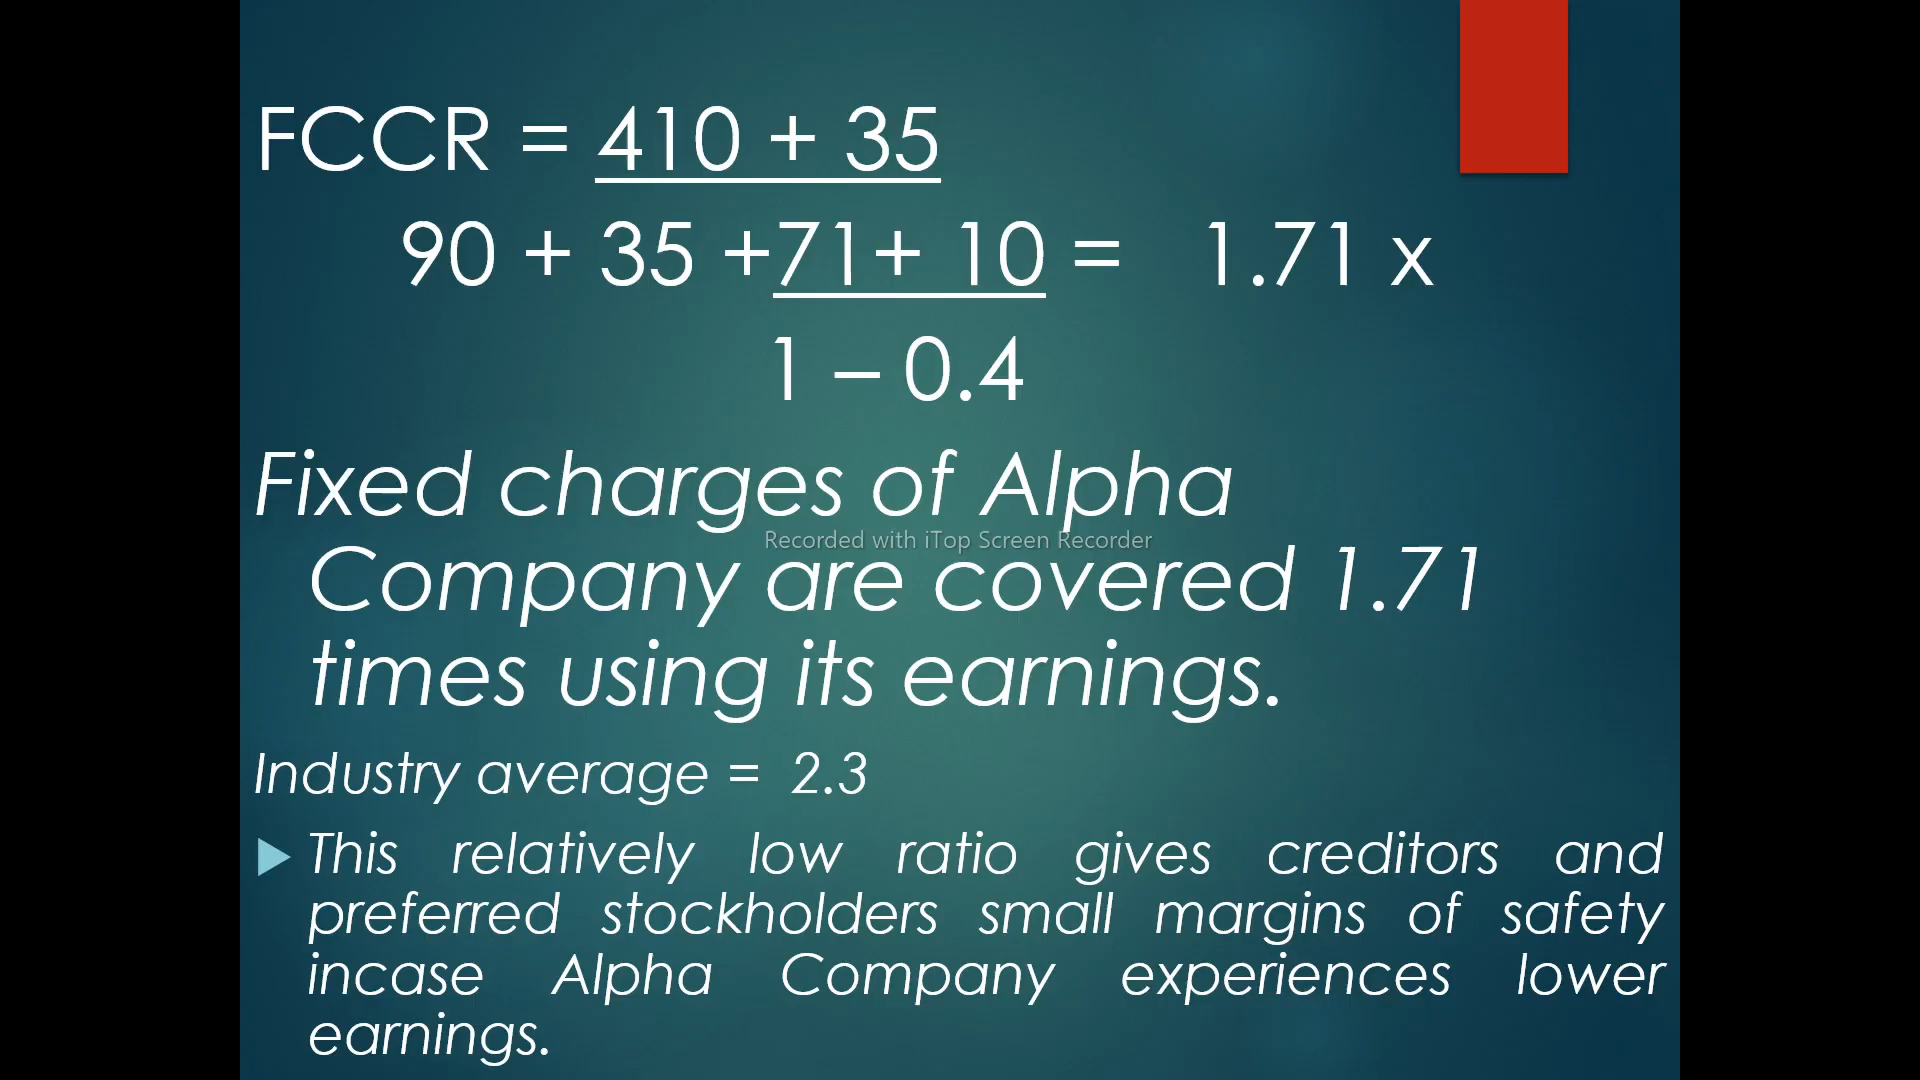 FCCR = 410 + 35
90 + 35 +71+ 10 = 1.71 x
1 – 0.4
Fixed charges of Alpha
Recorded with iTop Screen Recorder
Company are covered 1.71
times using its earnings.
Industry average = 2.3
This relatively low ratio gives creditors and
preferred stockholders small margins of safety
incase Alpha Company experiences lower
earnings.